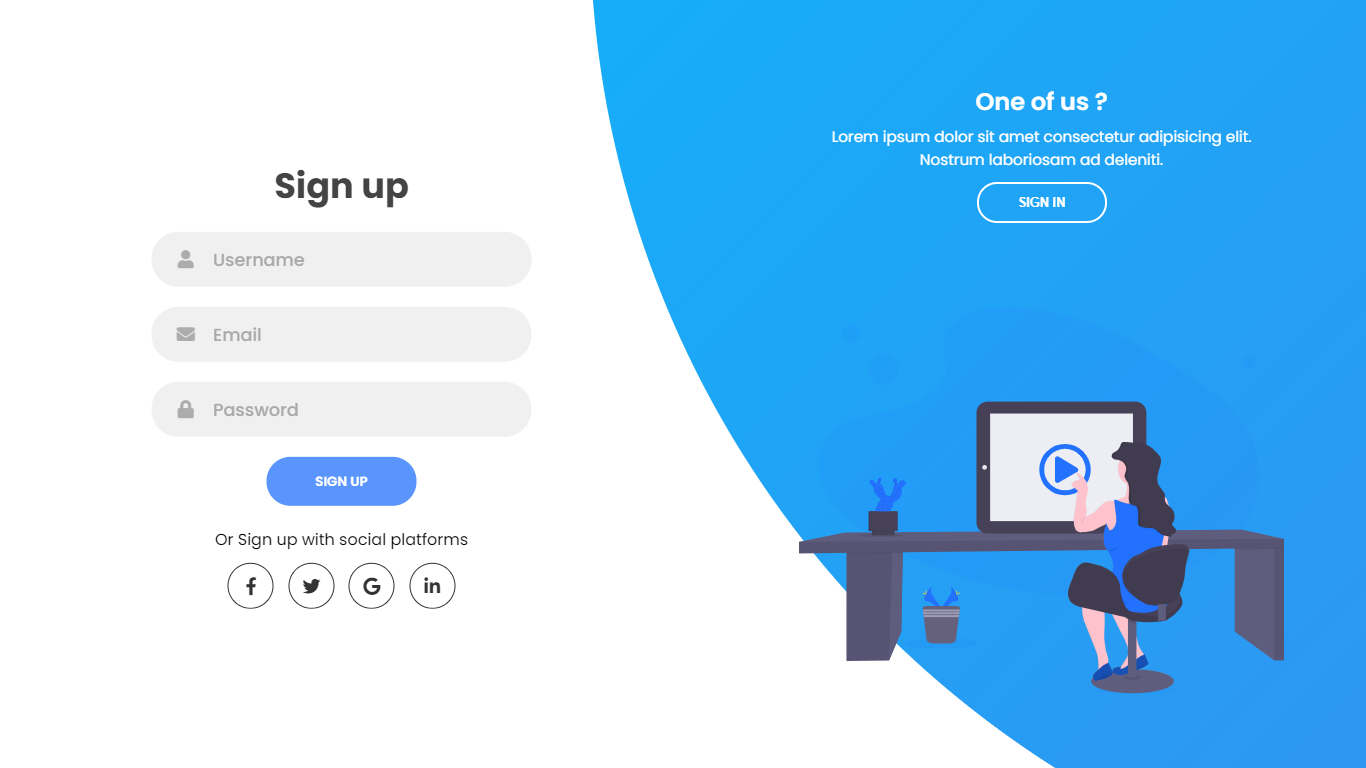 Sign up
Username
Email
Password
SIGN UP
Or Sign up with social platforms
One of us ?
Lorem ipsum dolor sit amet consectetur adipisicing elit.
Nostrum laboriosam ad deleniti.
SIGN IN